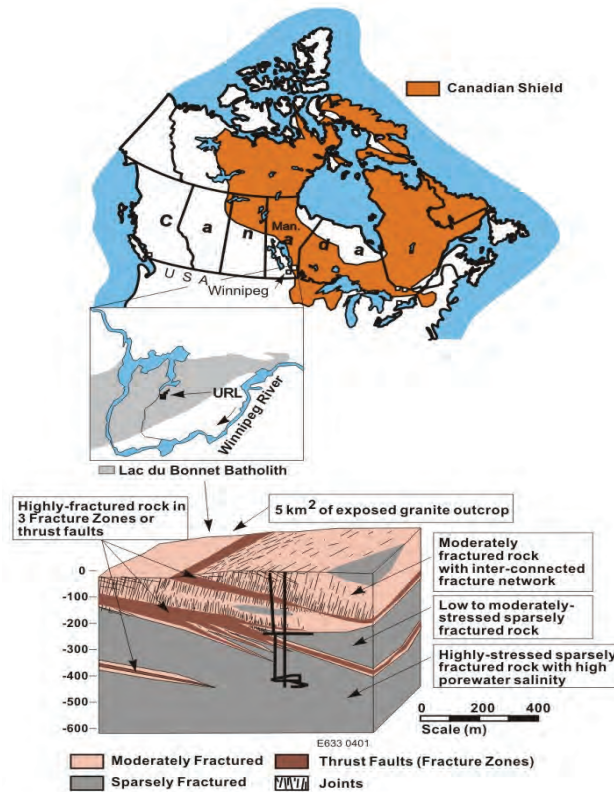 Canadian Shield
C a n a d a
Man.
U S A
Winnipeg
URL
Winnipeg River
Lac du Bonnet Batholith
Highly-fractured rock in
3 Fracture Zones or
thrust faults
5 km² of exposed granite outcrop
Moderately
fractured rock
with inter-connected
fracture network
Low to moderately-
stressed sparsely
fractured rock
Highly-stressed sparsely
fractured rock with high
porewater salinity
0
-100
-200
-300
-400
-500
-600
0 200 400
Scale (m)
E633 0401
Moderately Fractured
Thrust Faults (Fracture Zones)
Sparsely Fractured
Joints